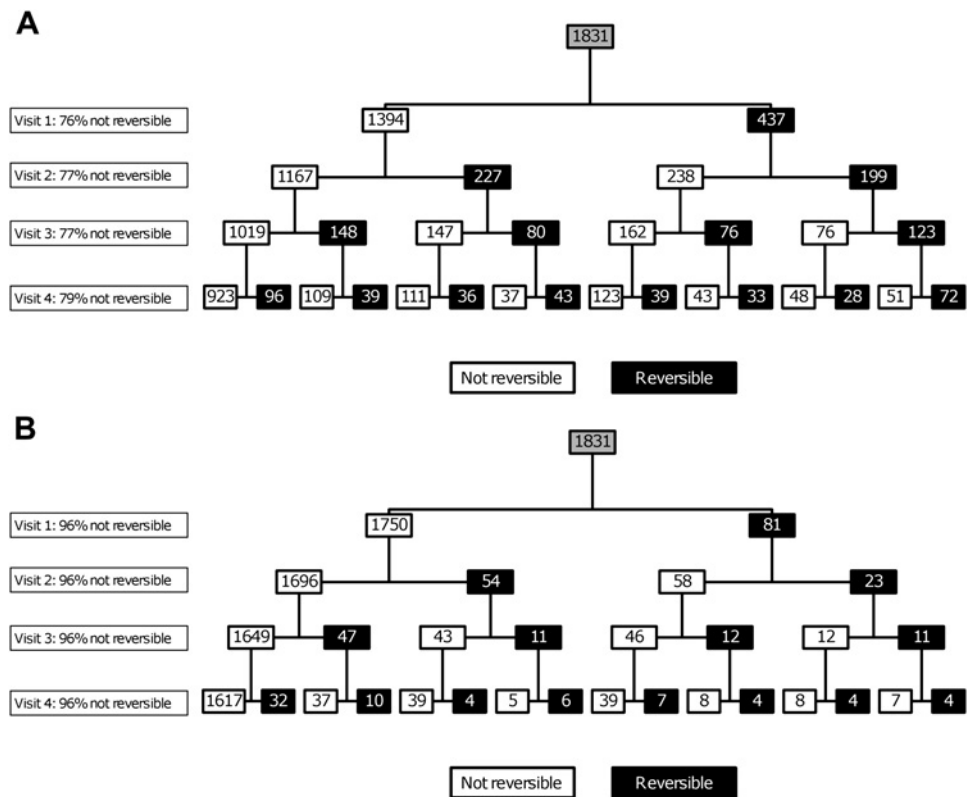 A
1831
Visit 1: 76% not reversible 1394 437
Visit 2: 77% not reversible 1167 227 238 199
Visit 3: 77% not reversible 1019 148 147 80 162 76 76 123
Visit 4: 79% not reversible 923 96 109 39 111 36 37 43 123 39 43 33 48 28 51 72
Not reversible Reversible
B
1831
Visit 1: 96% not reversible 1750 81
Visit 2: 96% not reversible 1696 54 58 23
Visit 3: 96% not reversible 1649 47 43 11 46 12 12 11
Visit 4: 96% not reversible 1617 32 37 10 39 4 5 6 39 7 8 4 8 4 7 4
Not reversible Reversible